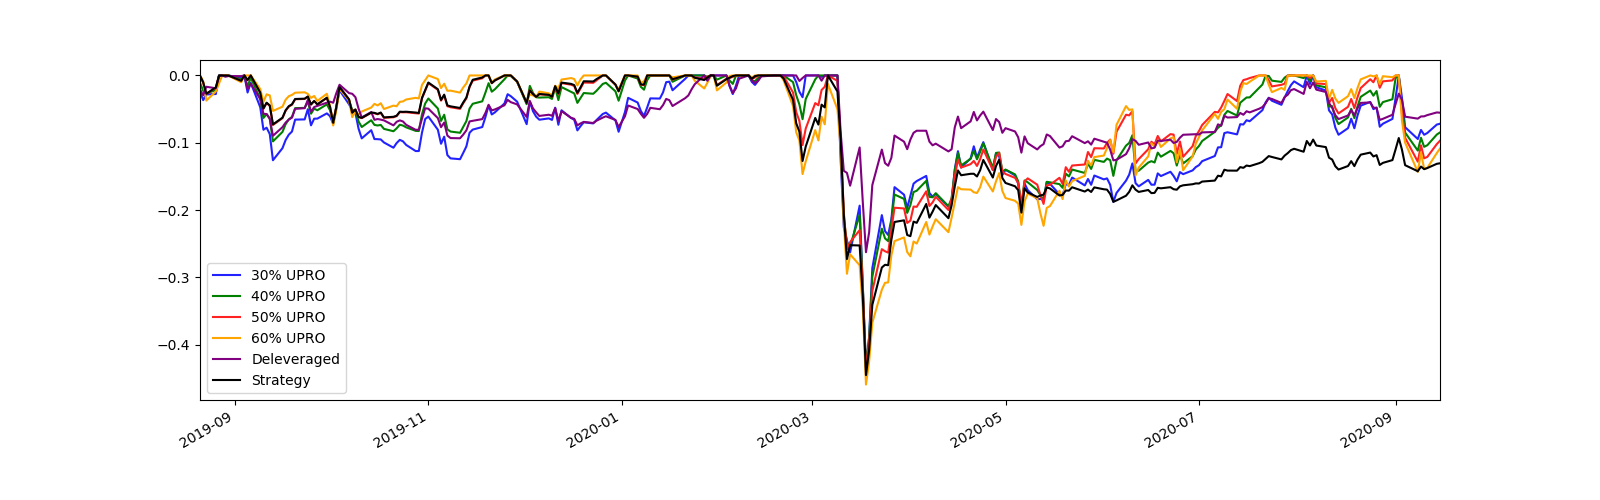 0.0
−0.1
−0.2
−0.3
−0.4
30% UPRO
40% UPRO
50% UPRO
60% UPRO
Deleveraged
Strategy
2019-09
2019-11
2020-01
2020-03
2020-05
2020-07
2020-09